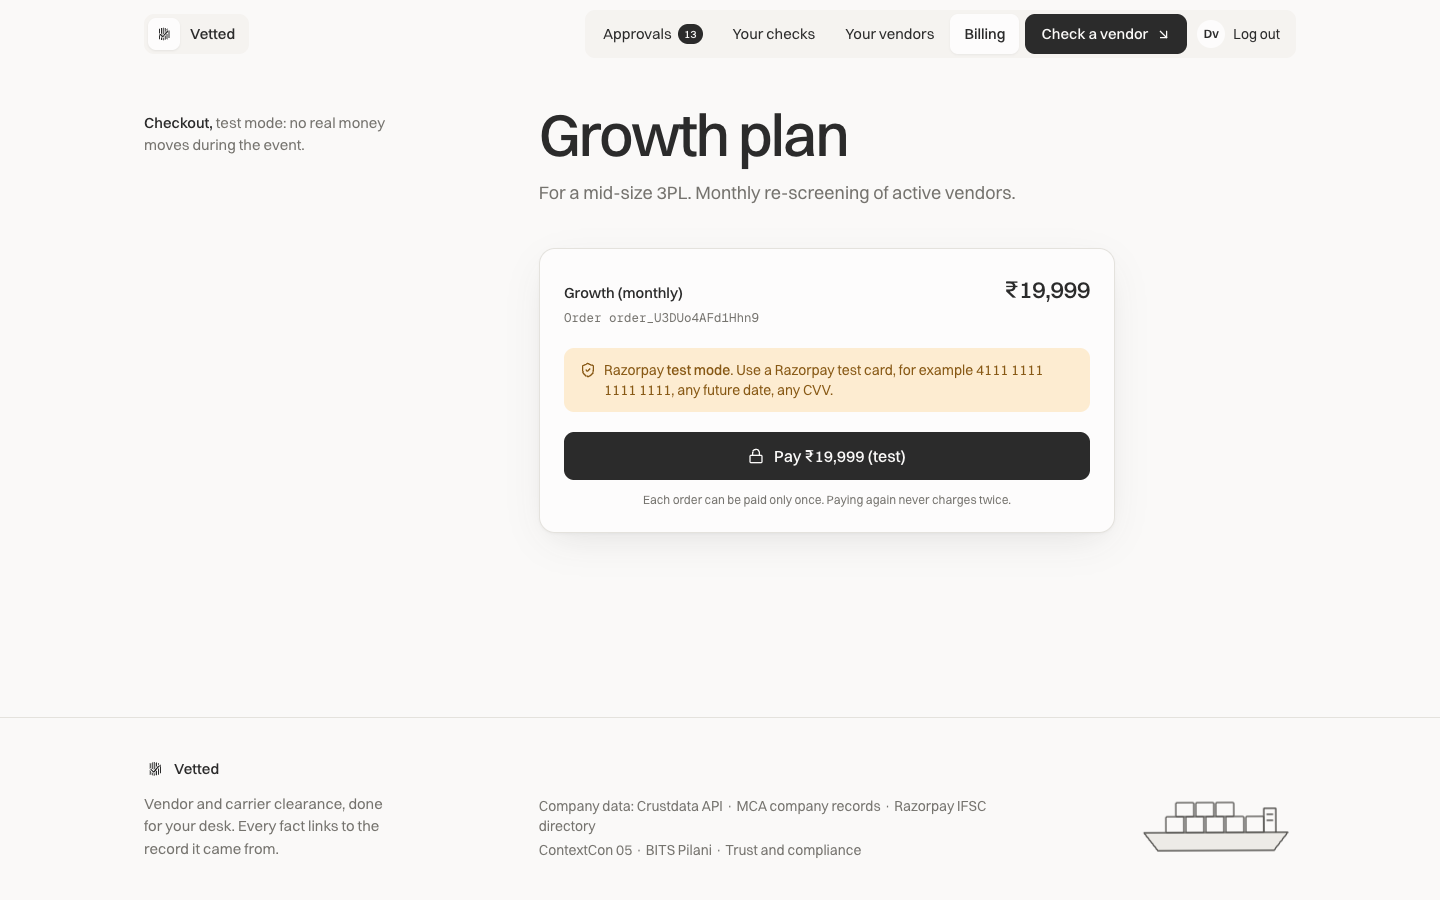 Vetted
Approvals 13
Your checks
Your vendors
Billing
Check a vendor
Dv
Log out
Checkout, test mode: no real money
moves during the event.
Growth plan
For a mid-size 3PL. Monthly re-screening of active vendors.
Growth (monthly)
₹19,999
Order order_U3DUo4AFd1Hhn9
Razorpay test mode. Use a Razorpay test card, for example 4111 1111
1111 1111, any future date, any CVV.
Pay ₹19,999 (test)
Each order can be paid only once. Paying again never charges twice.
Vetted
Vendor and carrier clearance, done
for your desk. Every fact links to the
record it came from.
Company data: Crustdata API · MCA company records · Razorpay IFSC
directory
ContextCon 05 · BITS Pilani · Trust and compliance